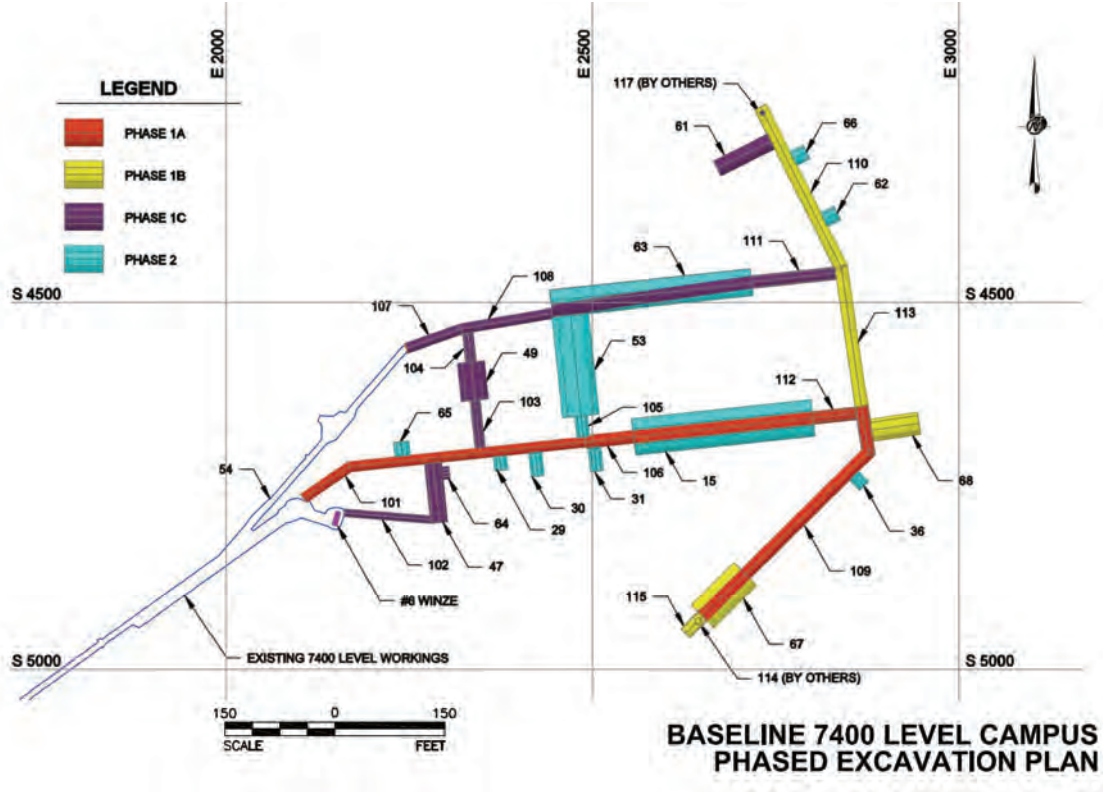 E 2000
E 2500
E 3000
LEGEND
PHASE 1A
PHASE 1B
PHASE 1C
PHASE 2
117 (BY OTHERS)
61
66
110
62
63
111
108
S 4500
S 4500
107
113
104
49
53
103
112
65
105
54
101
106
15
68
64
30
31
29
36
102
47
109
#6 WINZE
115
67
S 5000
EXISTING 7400 LEVEL WORKINGS
S 5000
114 (BY OTHERS)
150 0 150
SCALE FEET
BASELINE 7400 LEVEL CAMPUS
PHASED EXCAVATION PLAN